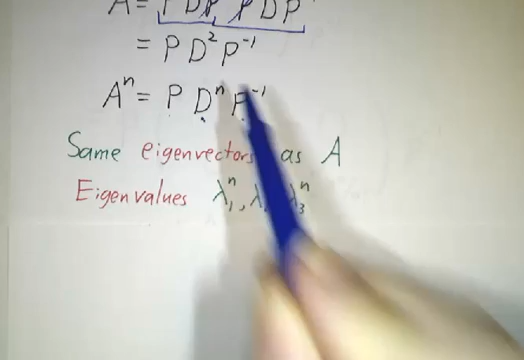 A = P D P P D P
= P D² P⁻¹
Aⁿ = P Dⁿ P⁻¹
Same eigenvectors as A
Eigenvalues λ₁ⁿ, λ λ₃ⁿ